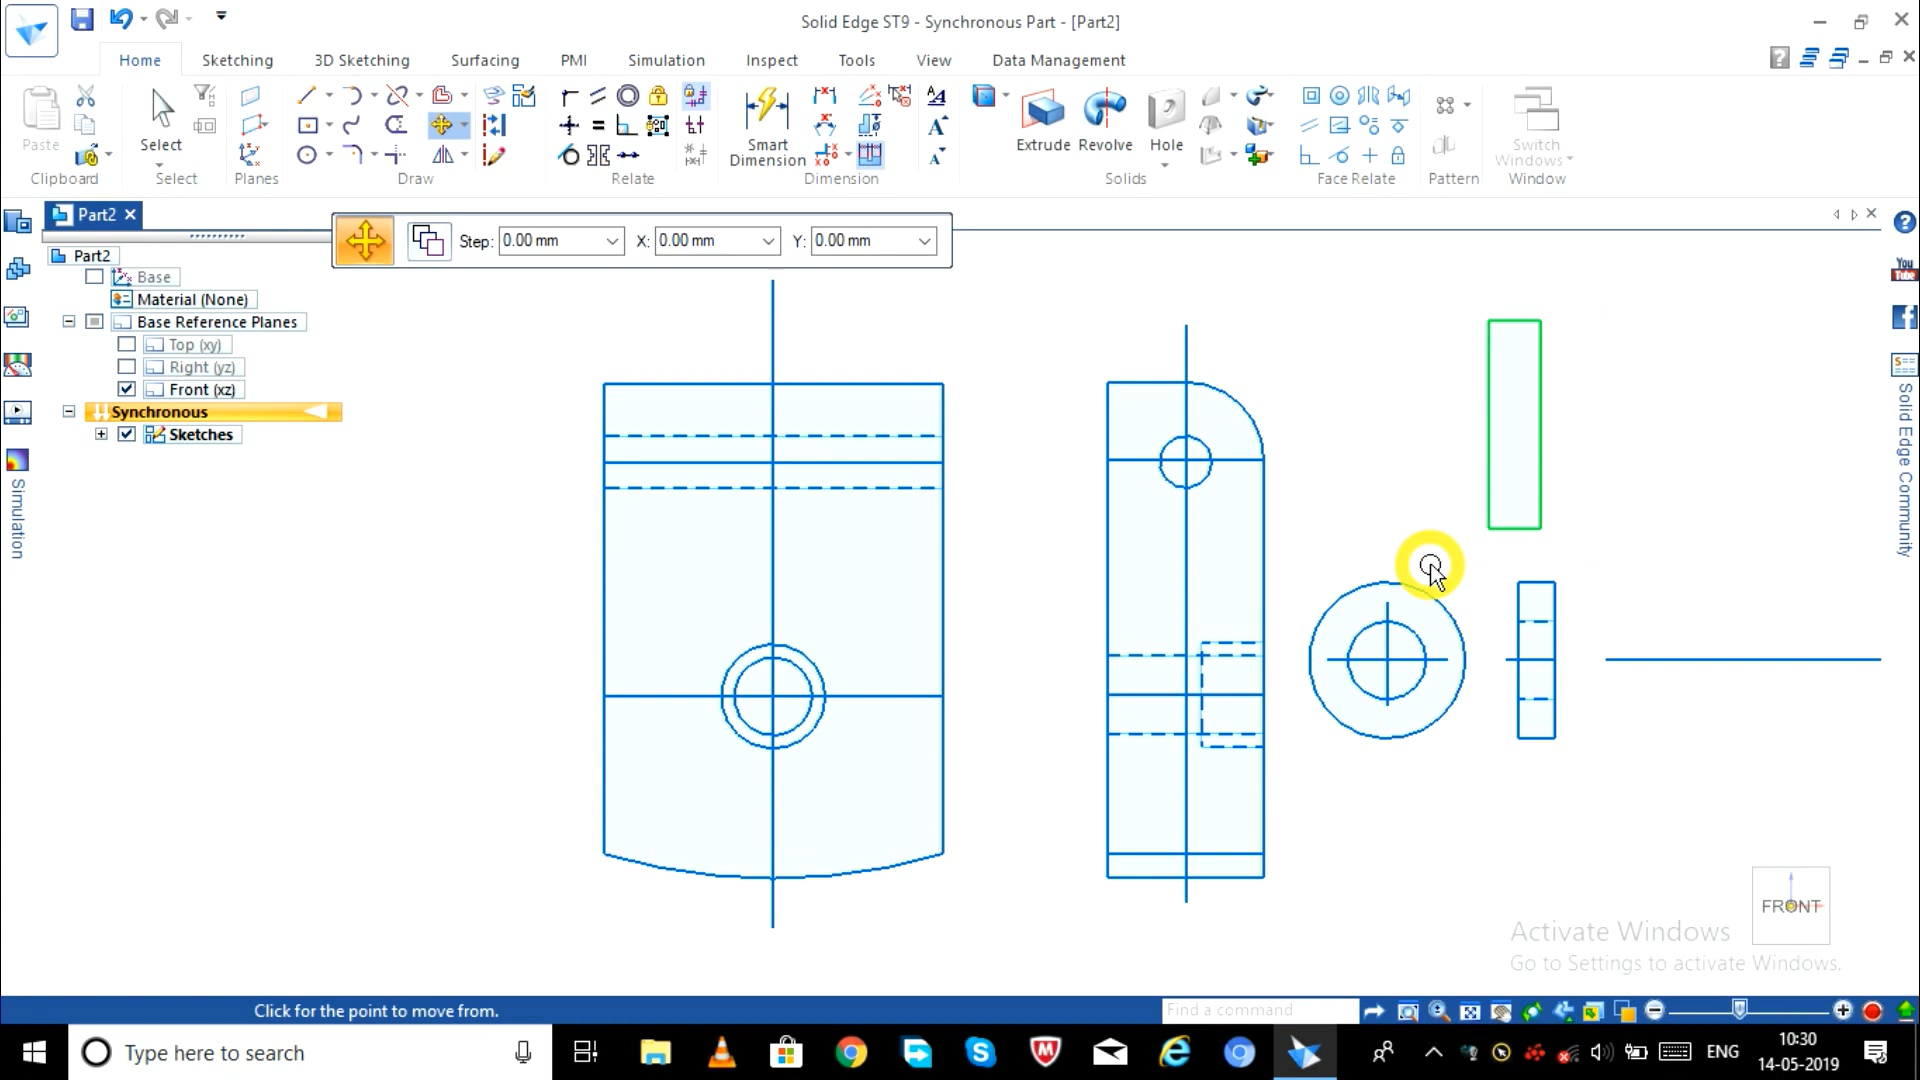 Solid Edge ST9 - Synchronous Part - [Part2]
Home
Sketching
3D Sketching
Surfacing
PMI
Simulation
Inspect
Tools
View
Data Management
Paste
Clipboard
Select
Select
Planes
Draw
Relate
Smart
Dimension
Dimension
Extrude
Revolve
Hole
Solids
Face Relate
Pattern
Switch
Windows
Window
Part2
Step: 0.00 mm
X: 0.00 mm
Y: 0.00 mm
Part2
Base
Material (None)
Base Reference Planes
Top (xy)
Right (yz)
Front (xz)
Synchronous
Sketches
Simulation
You
Tube
Solid Edge Community
FRONT
Activate Windows
Go to Settings to activate Windows.
Click for the point to move from.
Find a command
Type here to search
ENG
10:30
14-05-2019